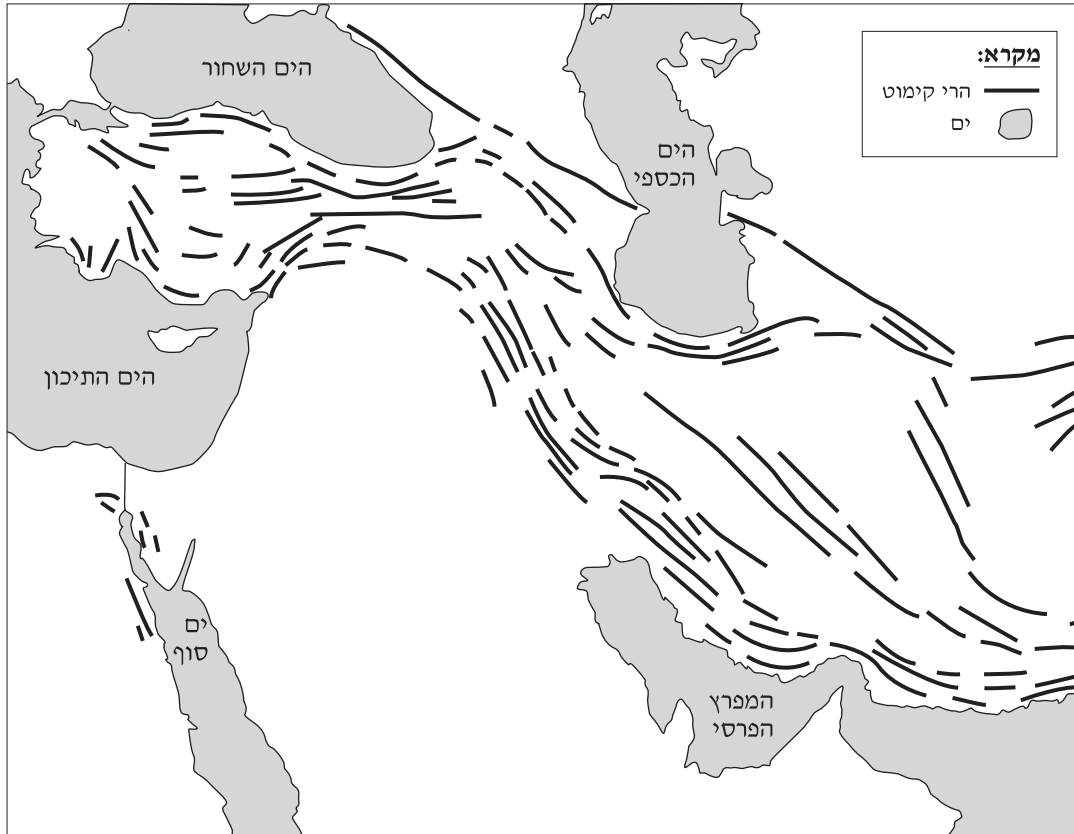 מקרא:
הרי קימוט
ים
הים השחור
הים
הכספי
הים התיכון
ים
סוף
המפרץ
הפרסי